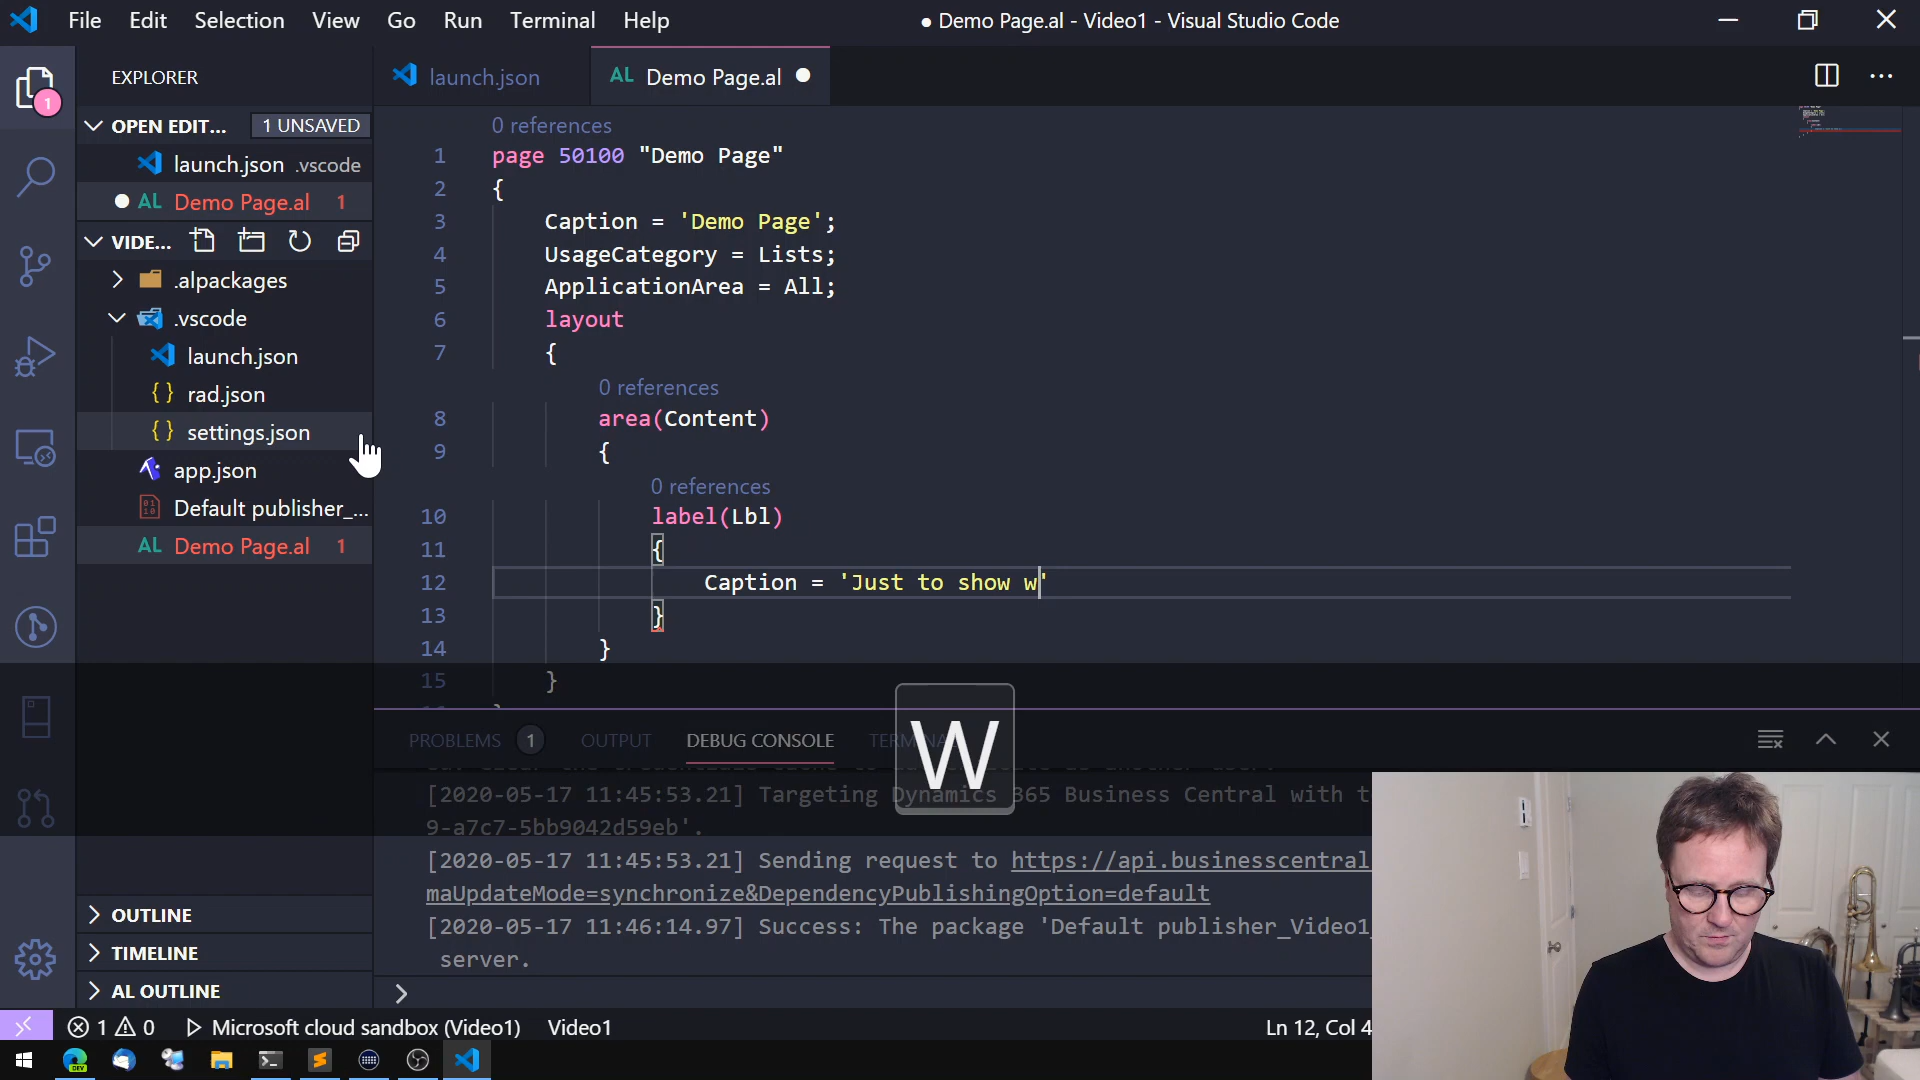 File Edit Selection View Go Run Terminal Help
● Demo Page.al - Video1 - Visual Studio Code
EXPLORER
launch.json
AL Demo Page.al
1
OPEN EDIT... 1 UNSAVED
launch.json .vscode
AL Demo Page.al 1
VIDE...
.alpackages
.vscode
launch.json
{ } rad.json
{ } settings.json
app.json
Default publisher_...
AL Demo Page.al 1
OUTLINE
TIMELINE
AL OUTLINE
0 references
1 page 50100 "Demo Page"
2 {
3 Caption = 'Demo Page';
4 UsageCategory = Lists;
5 ApplicationArea = All;
6 layout
7 {
0 references
8 area(Content)
9 {
0 references
10 label(Lbl)
11 {
12 Caption = 'Just to show w'
13 }
14 }
15 }
W
PROBLEMS 1 OUTPUT DEBUG CONSOLE
[2020-05-17 11:45:53.21] Targeting Dynamics 365 Business Central with t
9-a7c7-5bb9042d59eb'.
[2020-05-17 11:45:53.21] Sending request to https://api.businesscentral
maUpdateMode=synchronize&DependencyPublishingOption=default
[2020-05-17 11:46:14.97] Success: The package 'Default publisher_Video1_
server.
1 0 Microsoft cloud sandbox (Video1) Video1
Ln 12, Col 4
DEV